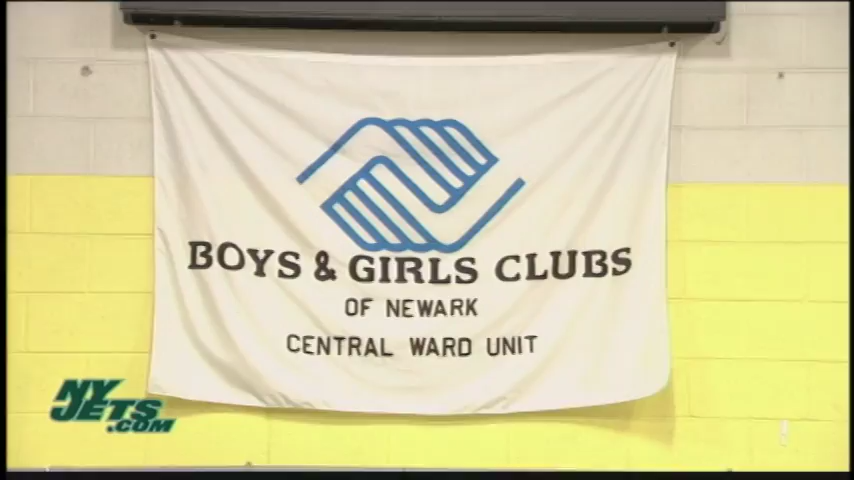 BOYS & GIRLS CLUBS
OF NEWARK
CENTRAL WARD UNIT
NY
JETS
.COM